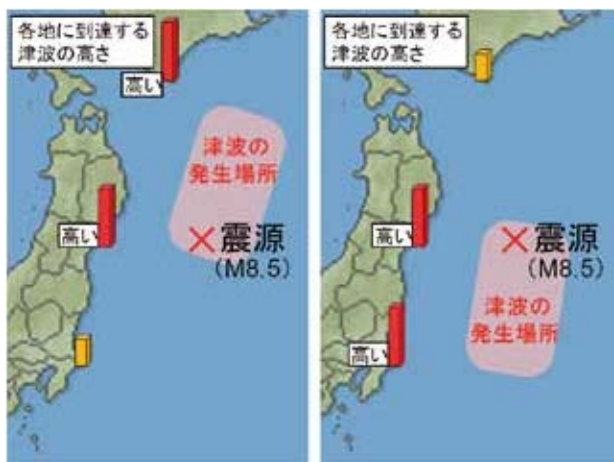 各地に到達する
津波の高さ
高い
津波の
発生場所
高い
×震源
(M8.5)
各地に到達する
津波の高さ
高い
×震源
(M8.5)
津波の
発生場所
高い